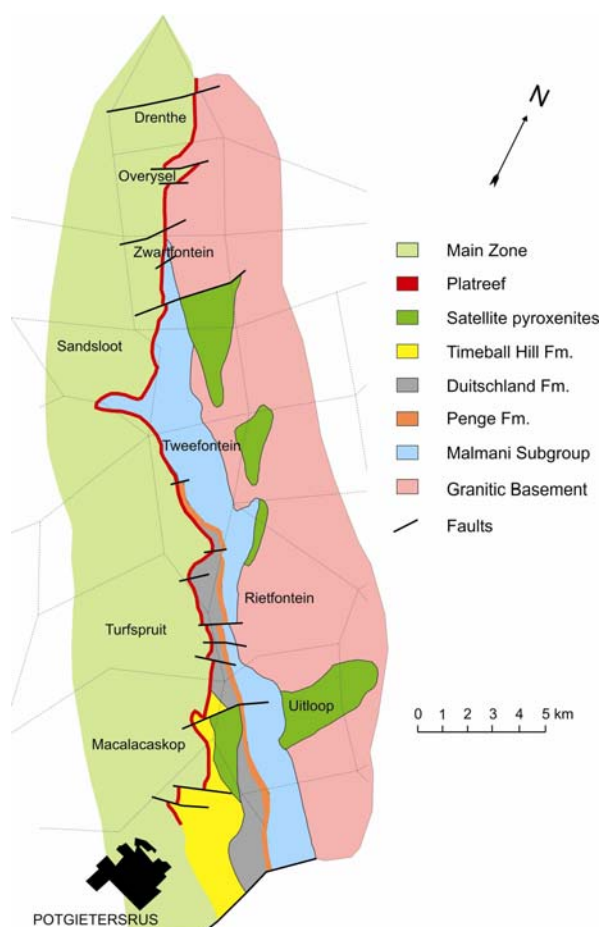 N
Drenthe
Overysel
Zwartfontein
Main Zone
Platreef
Satellite pyroxenites
Sandsloot
Timeball Hill Fm.
Duitschland Fm.
Penge Fm.
Tweefontein
Malmani Subgroup
Granitic Basement
Faults
Rietfontein
Turfspruit
Uitloop
0 1 2 3 4 5 km
Macalacaskop
POTGIETERSRUS